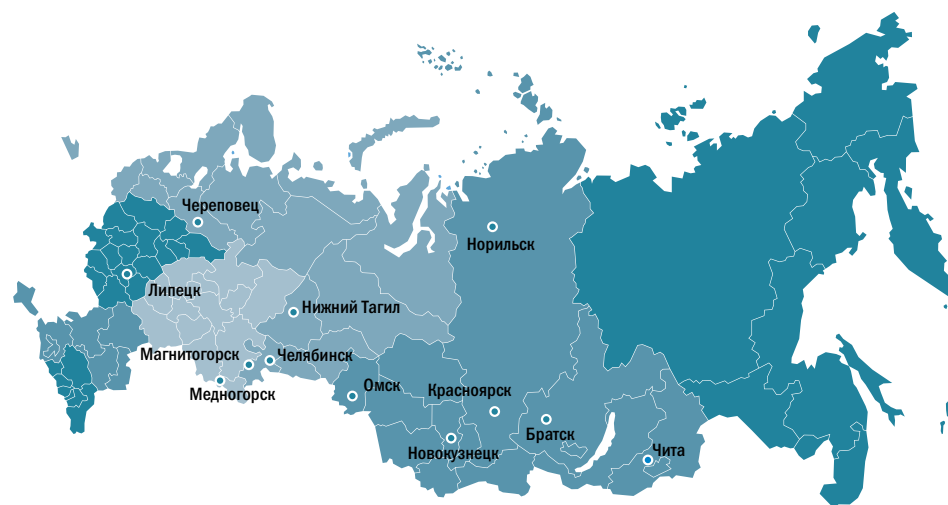 Череповец
Норильск
Липецк
Нижний Тагил
Магнитогорск
Челябинск
Медногорск
Омск
Красноярск
Братск
Новокузнецк
Чита